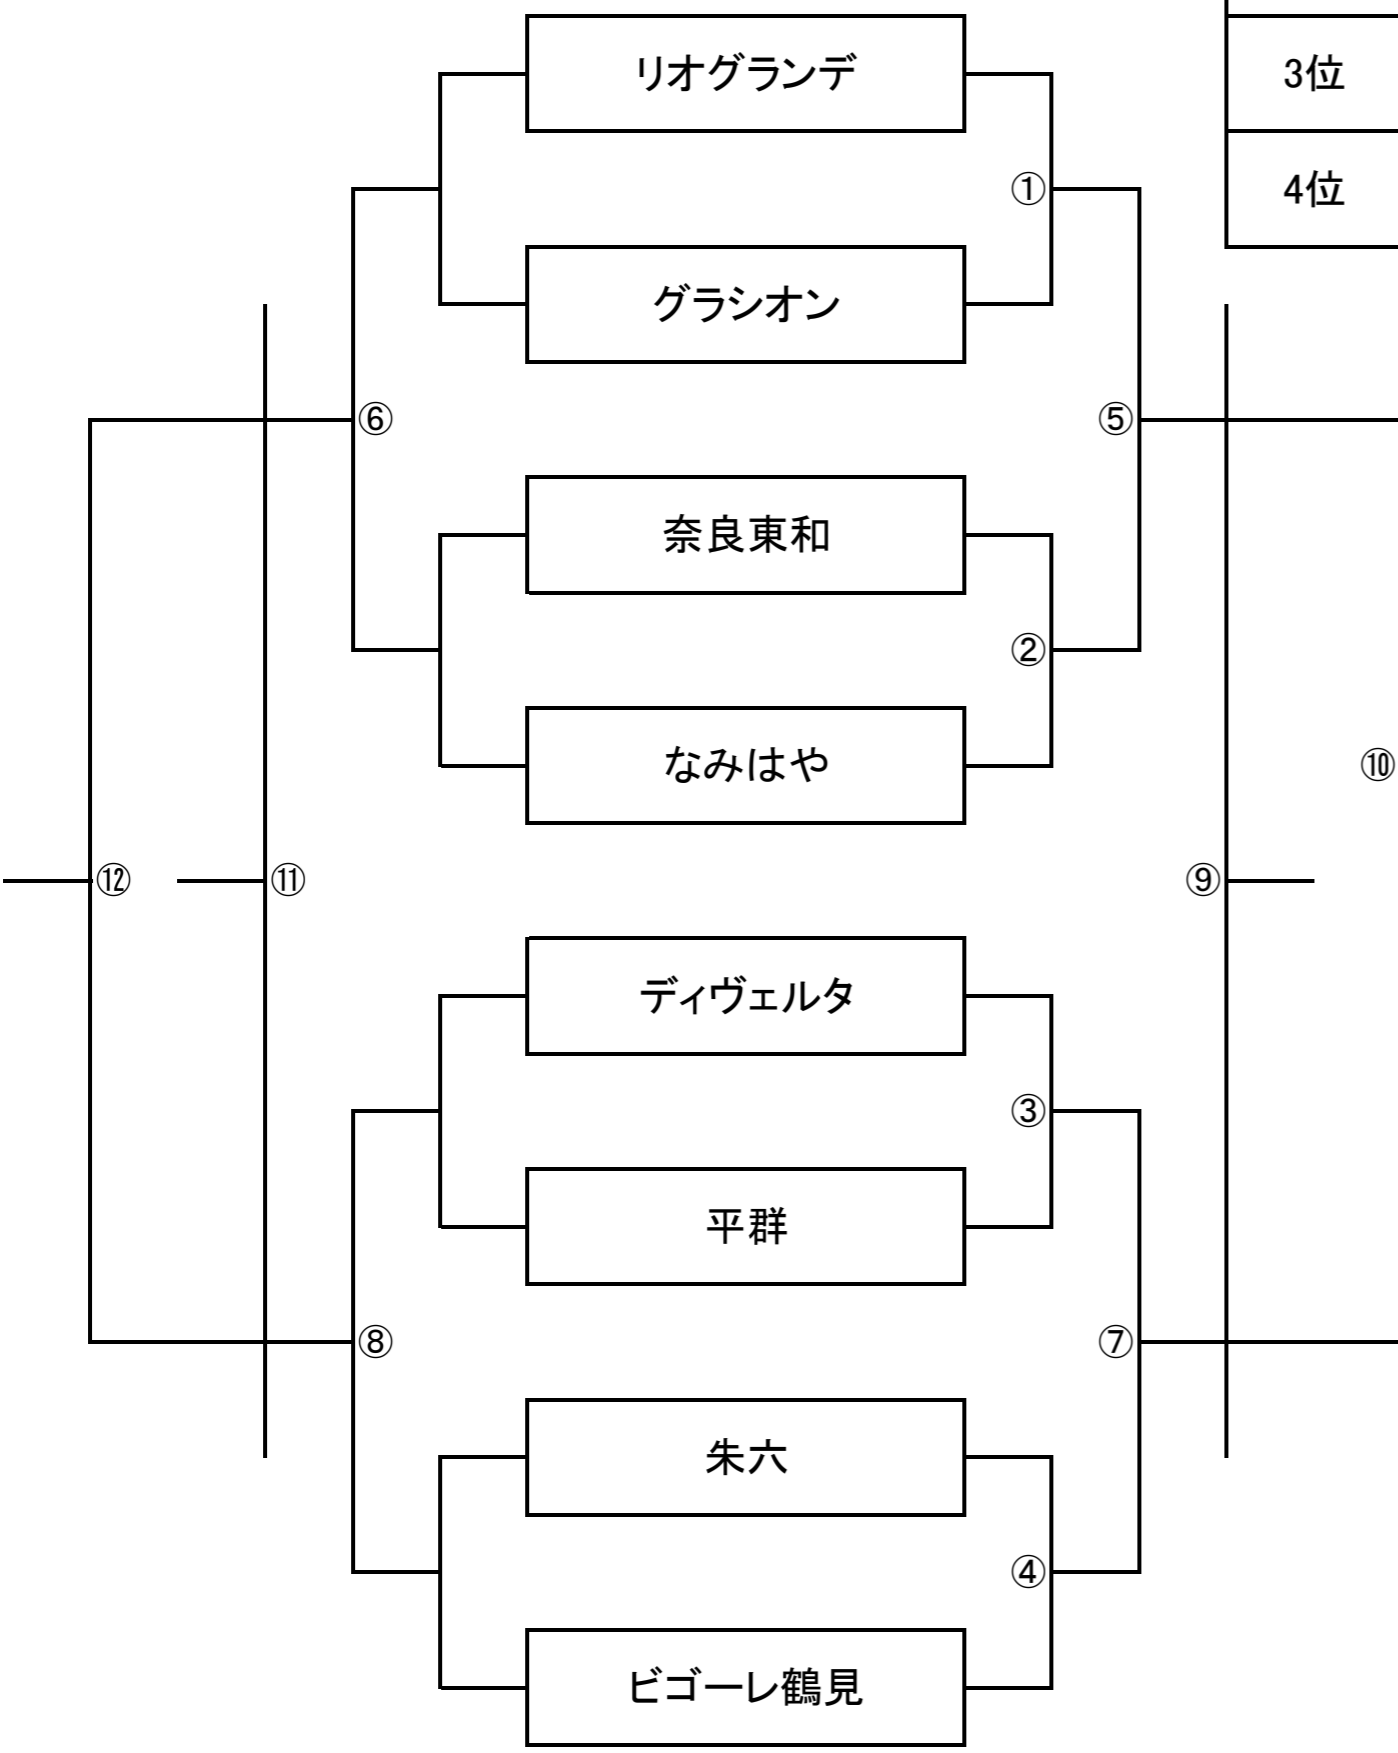 リオグランデ
3位
①
4位
グラシオン
⑥
⑤
奈良東和
②
なみはや
⑩
⑫
⑪
⑨
ディヴェルタ
③
平群
⑧
⑦
朱六
④
ビゴーレ鶴見